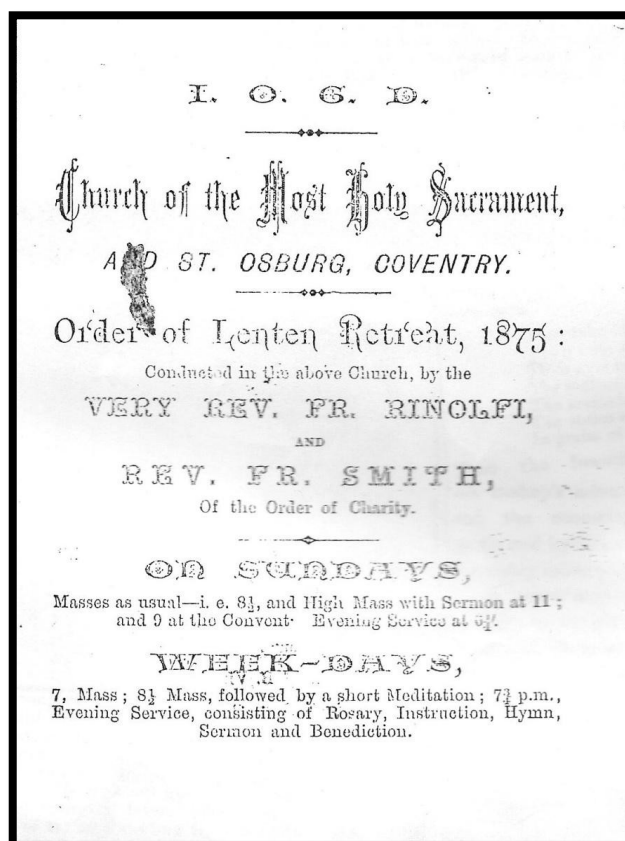 I. O. G. D.
Church of the Most Holy Sacrament,
AND ST. OSBURG, COVENTRY.
Order of Lenten Retreat, 1875 :
Conducted in the above Church, by the
VERY REV. FR. RINOLFI,
AND
REV. FR. SMITH,
Of the Order of Charity.
ON SUNDAYS,
Masses as usual—i. e. 8½, and High Mass with Sermon at 11 ;
and 9 at the Convent· Evening Service at
WEEK-DAYS,
7, Mass ; 8½ Mass, followed by a short Meditation ; 7¾ p.m.,
Evening Service, consisting of Rosary, Instruction, Hymn,
Sermon and Benediction.